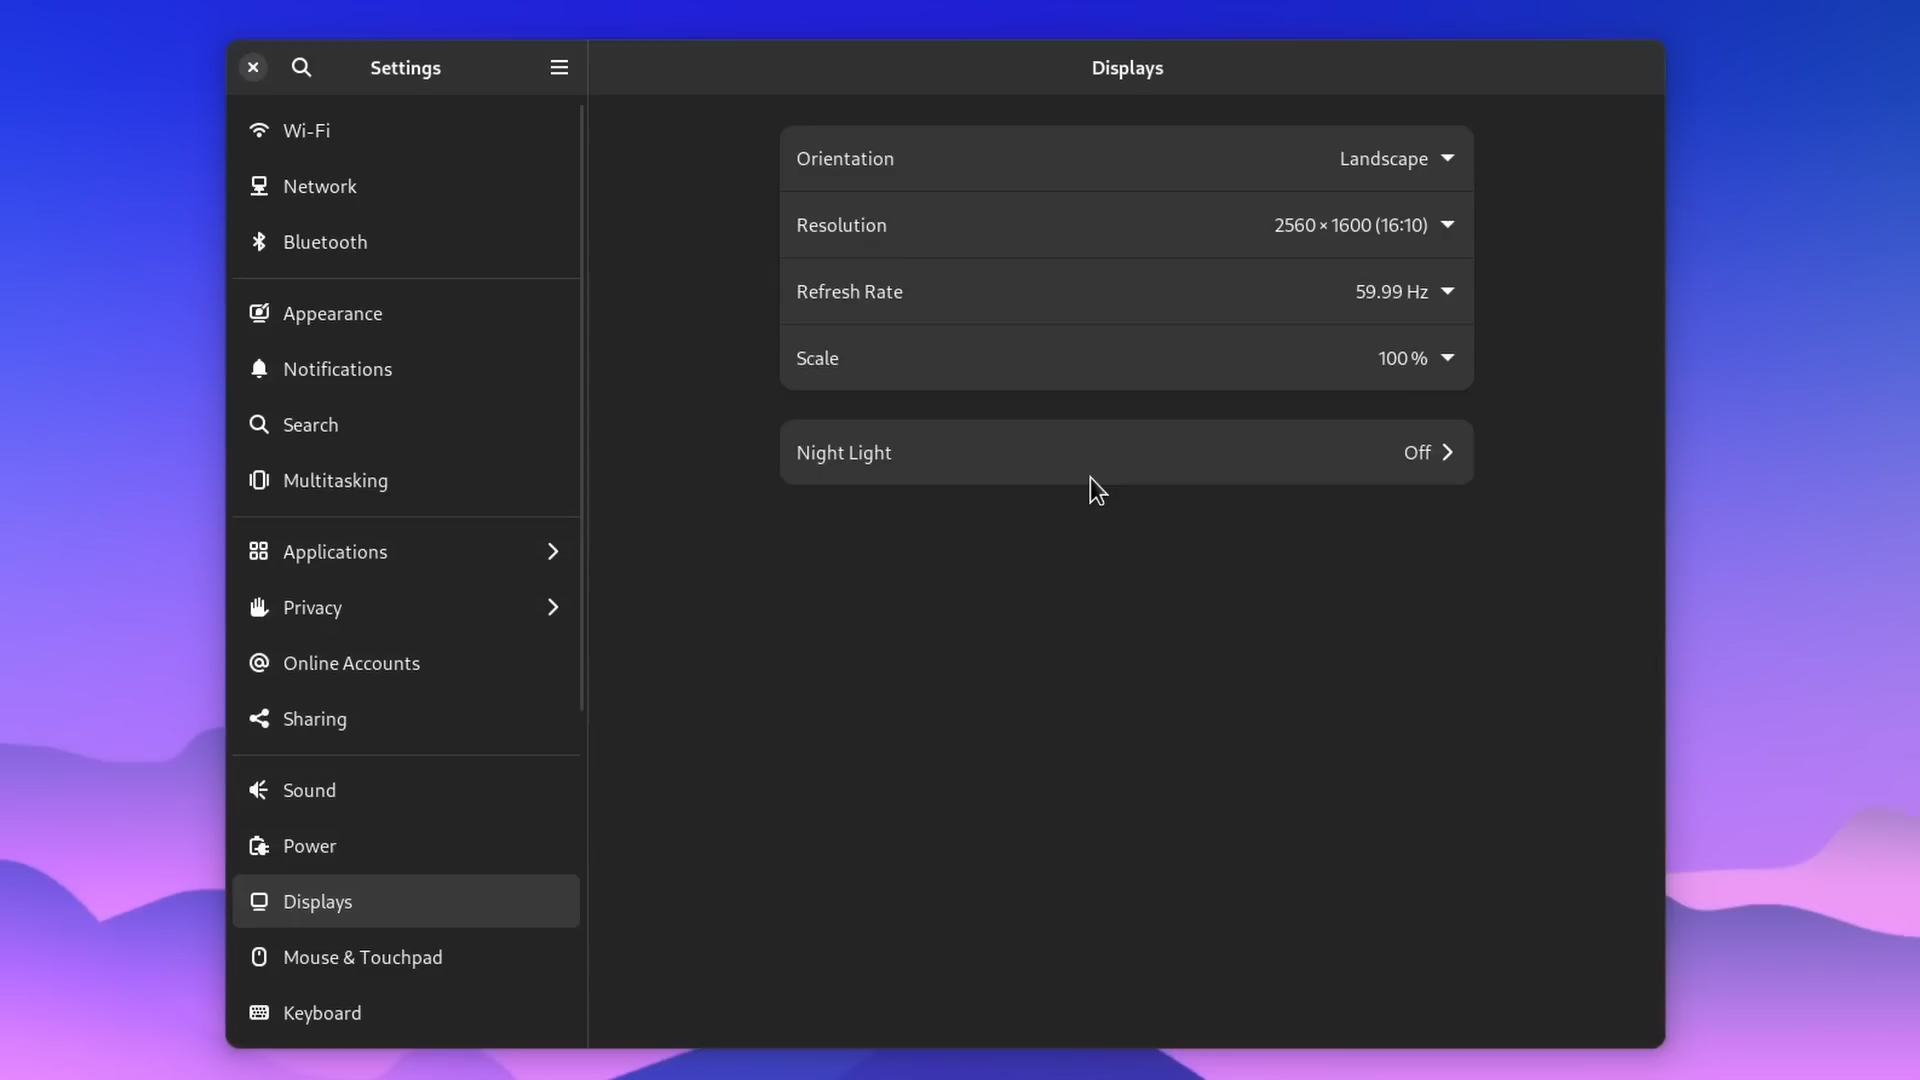 Settings
Displays
Wi-Fi
Network
Bluetooth
Appearance
Notifications
Search
Multitasking
Applications
Privacy
Online Accounts
Sharing
Sound
Power
Displays
Mouse & Touchpad
Keyboard
Orientation Landscape
Resolution 2560 × 1600 (16:10)
Refresh Rate 59.99 Hz
Scale 100 %
Night Light Off